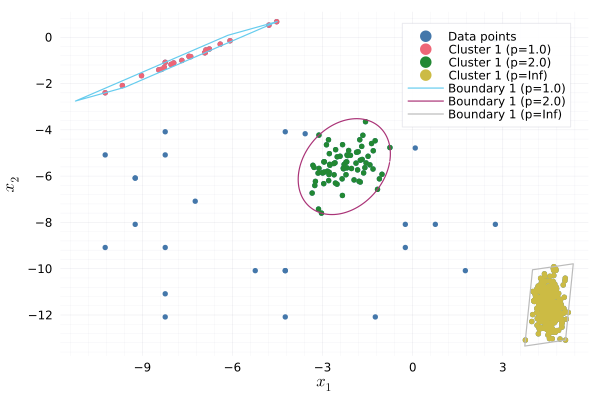 0
−2
−4
−6
−8
−10
−12
x₂
−9
−6
−3
0
3
x₁
Data points
Cluster 1 (p=1.0)
Cluster 1 (p=2.0)
Cluster 1 (p=Inf)
Boundary 1 (p=1.0)
Boundary 1 (p=2.0)
Boundary 1 (p=Inf)